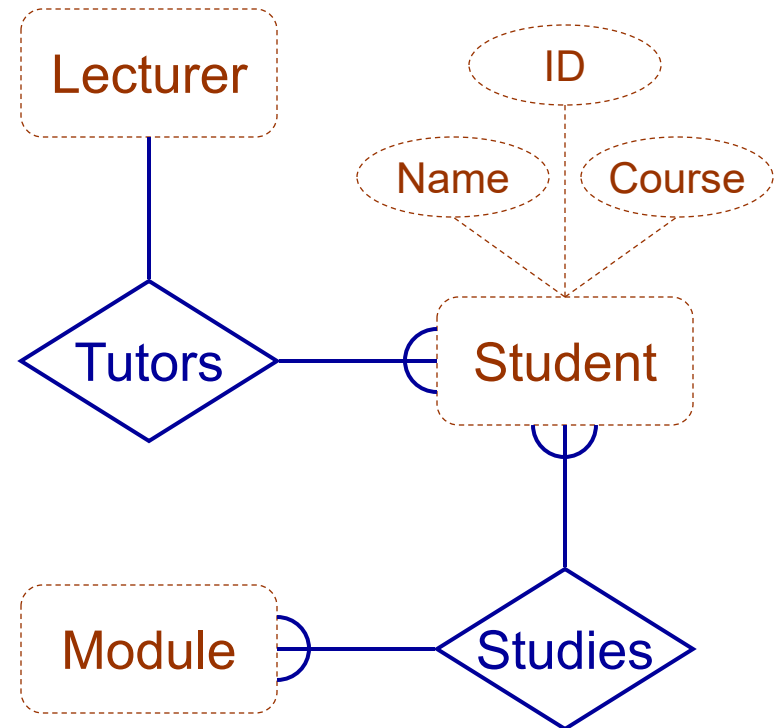 Lecturer
ID
Name
Course
Tutors
Student
Module
Studies